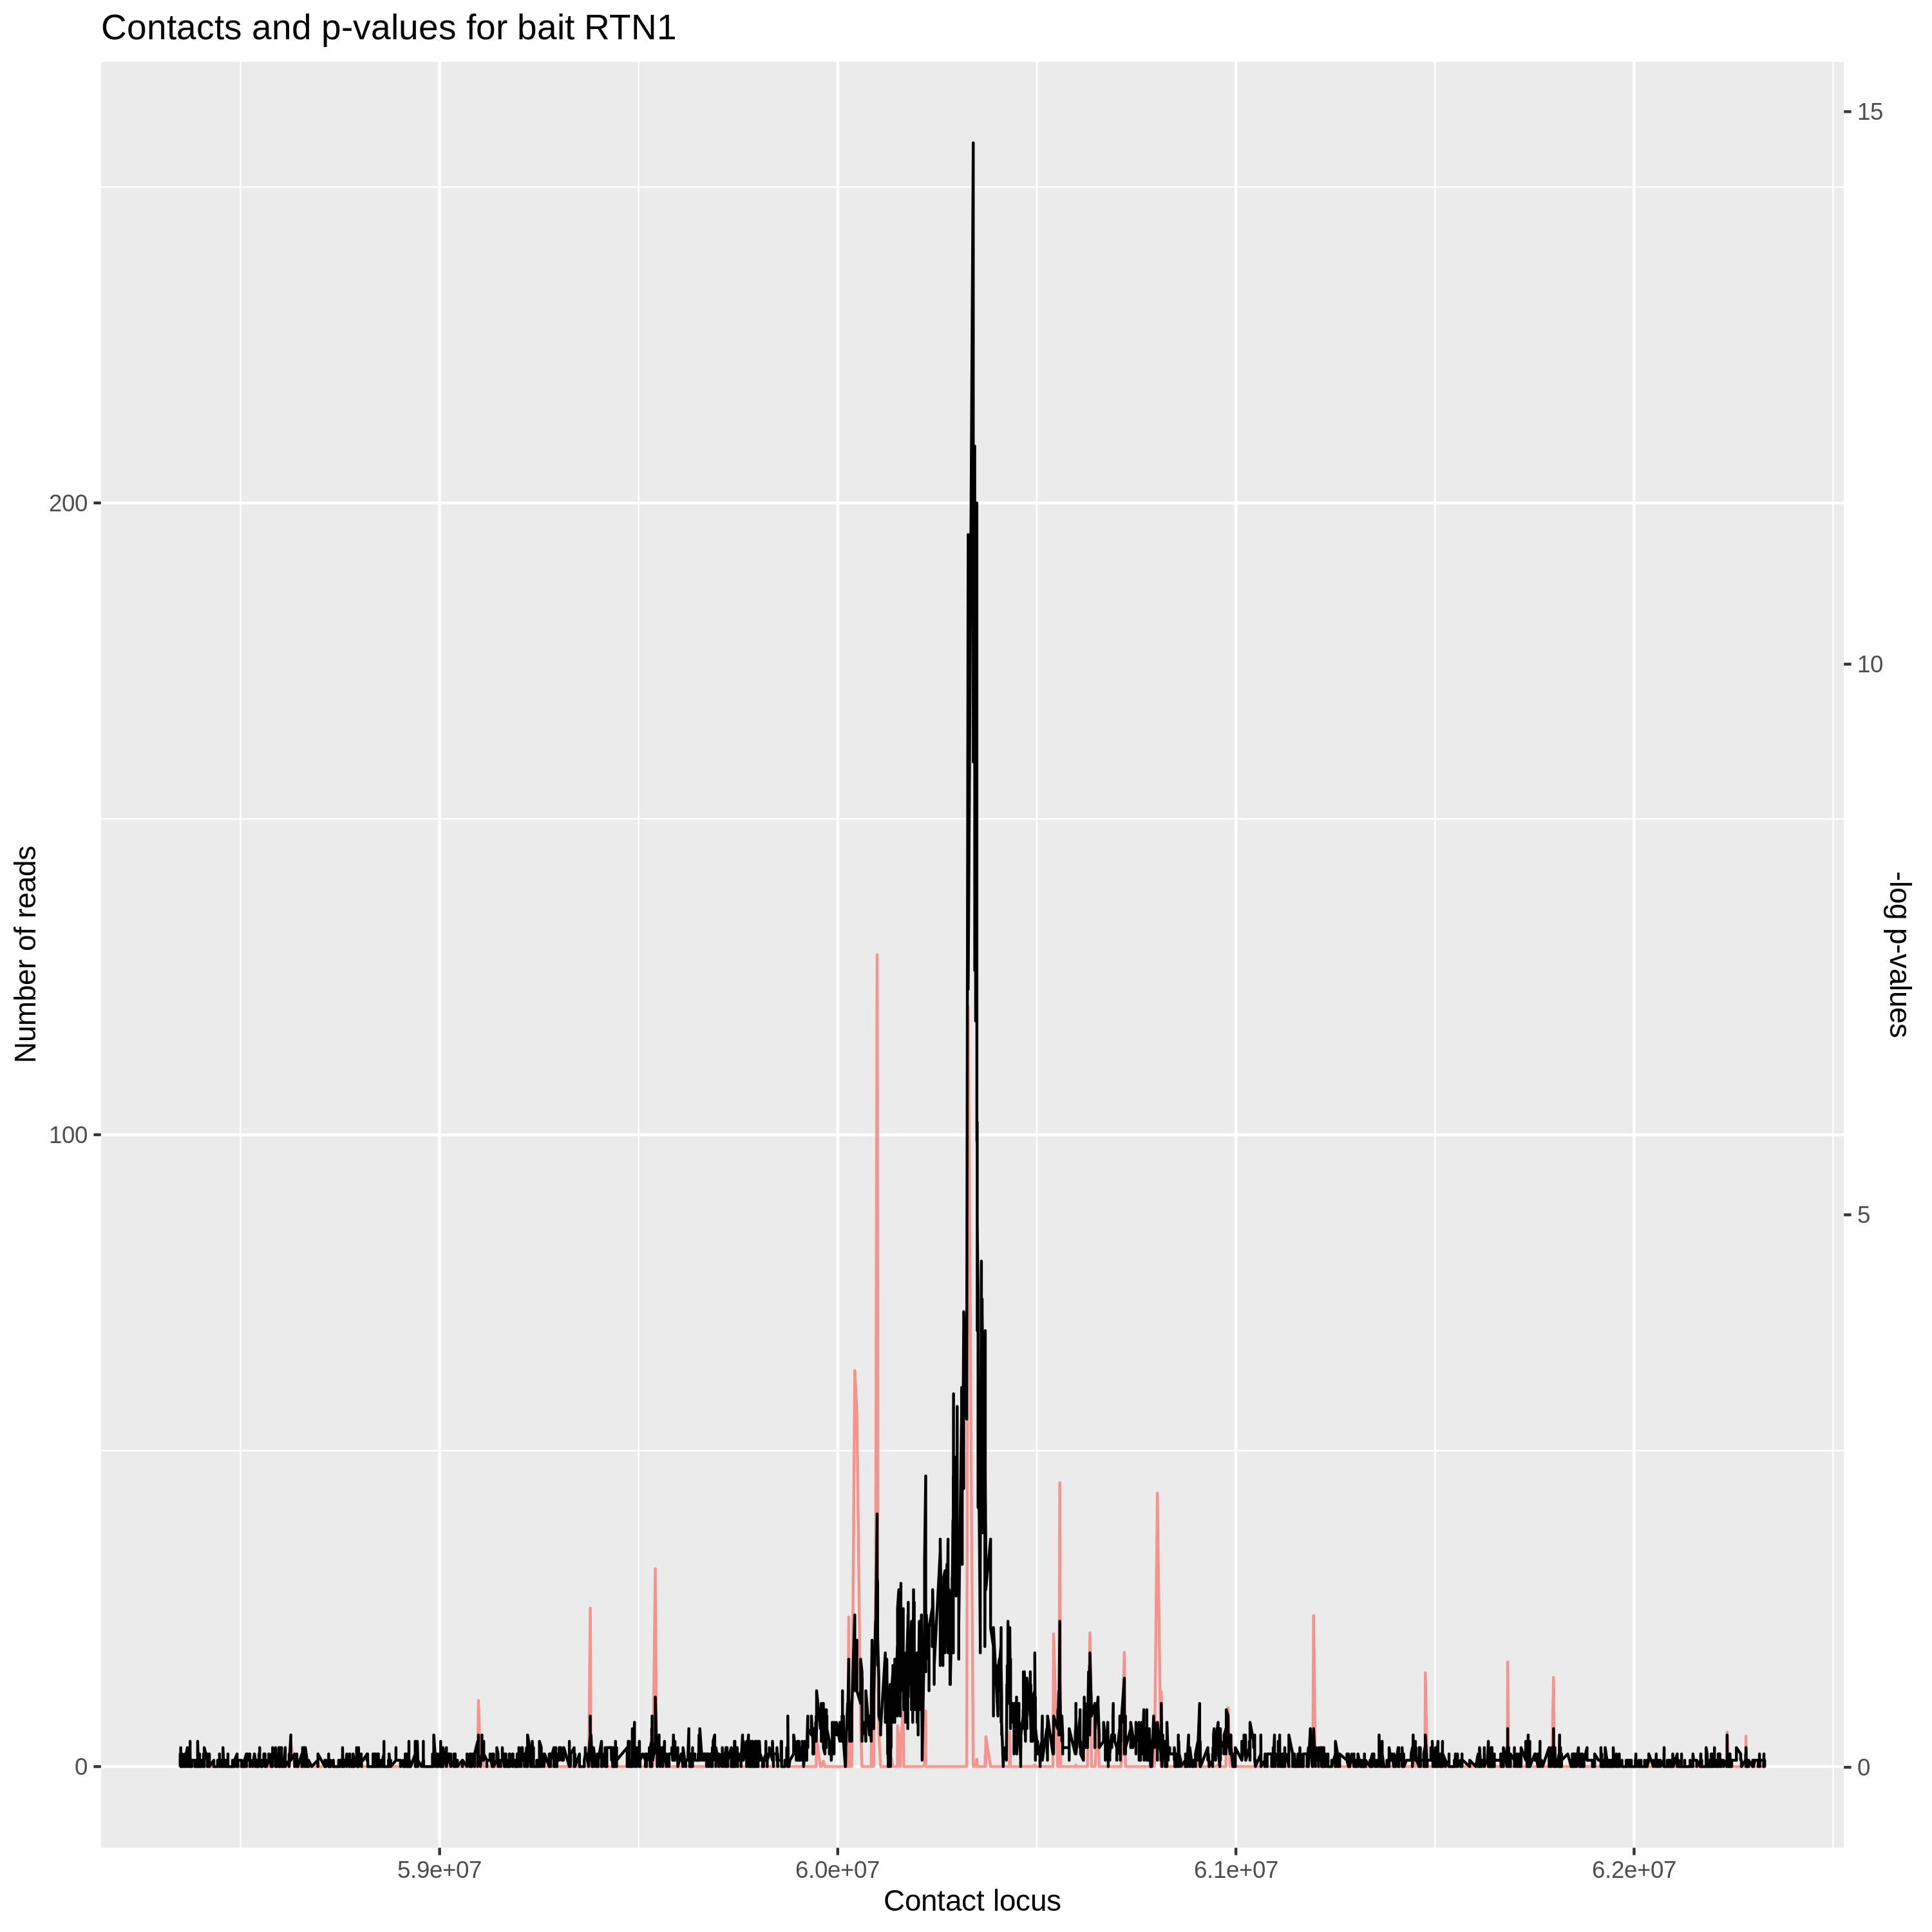 Contacts and p-values for bait RTN1
15
200
10
Number of reads
-log p-values
100
5
0
0
5.9e+07 6.0e+07 6.1e+07 6.2e+07
Contact locus